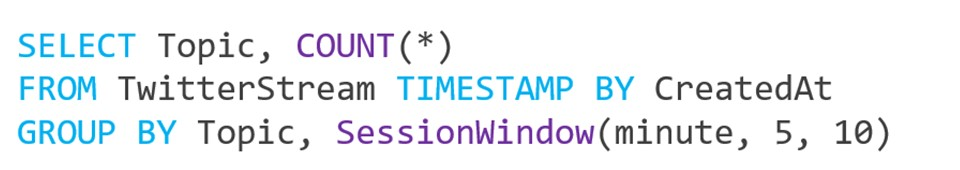 SELECT Topic, COUNT(*)
FROM TwitterStream TIMESTAMP BY CreatedAt
GROUP BY Topic, SessionWindow(minute, 5, 10)